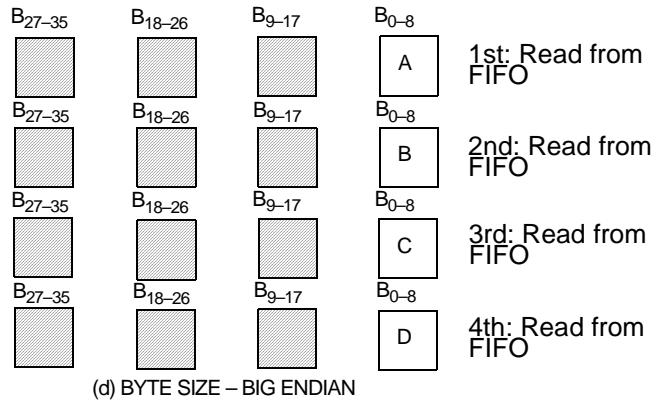 B27–35 B18–26 B9–17 B0–8
A 1st: Read from
FIFO
B27–35 B18–26 B9–17 B0–8
B 2nd: Read from
FIFO
B27–35 B18–26 B9–17 B0–8
C 3rd: Read from
FIFO
B27–35 B18–26 B9–17 B0–8
D 4th: Read from
FIFO
(d) BYTE SIZE – BIG ENDIAN